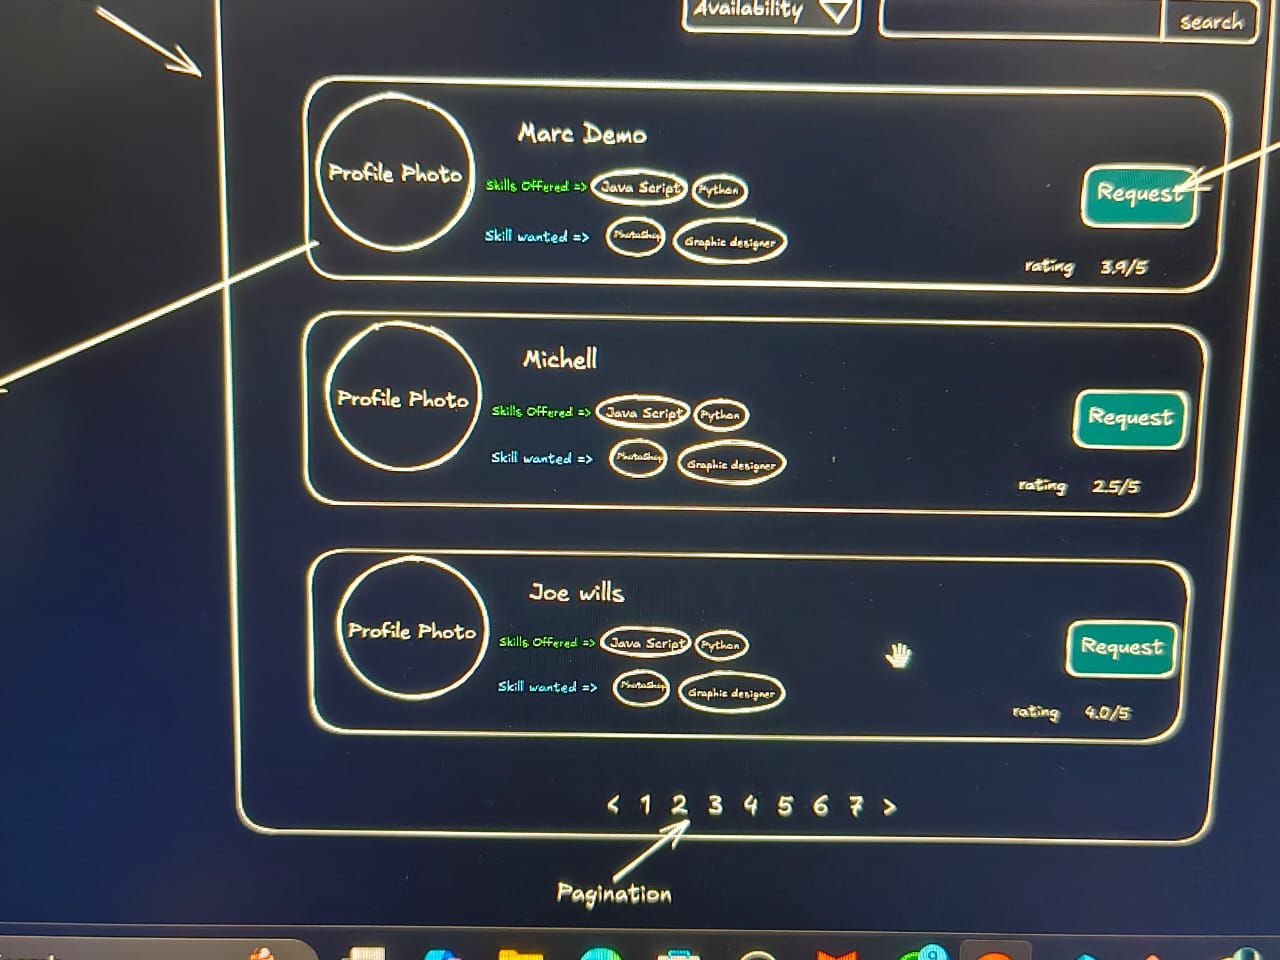 Availability
search
Marc Demo
Profile Photo
Skills Offered => Java Script Python
Request
Skill wanted => PhotoShop Graphic designer
rating 3.9/5
Michell
Profile Photo
Skills Offered => Java Script Python
Request
Skill wanted => PhotoShop Graphic designer
rating 2.5/5
Joe wills
Profile Photo
Skills Offered => Java Script Python
Request
Skill wanted => PhotoShop Graphic designer
rating 4.0/5
< 1 2 3 4 5 6 7 >
Pagination